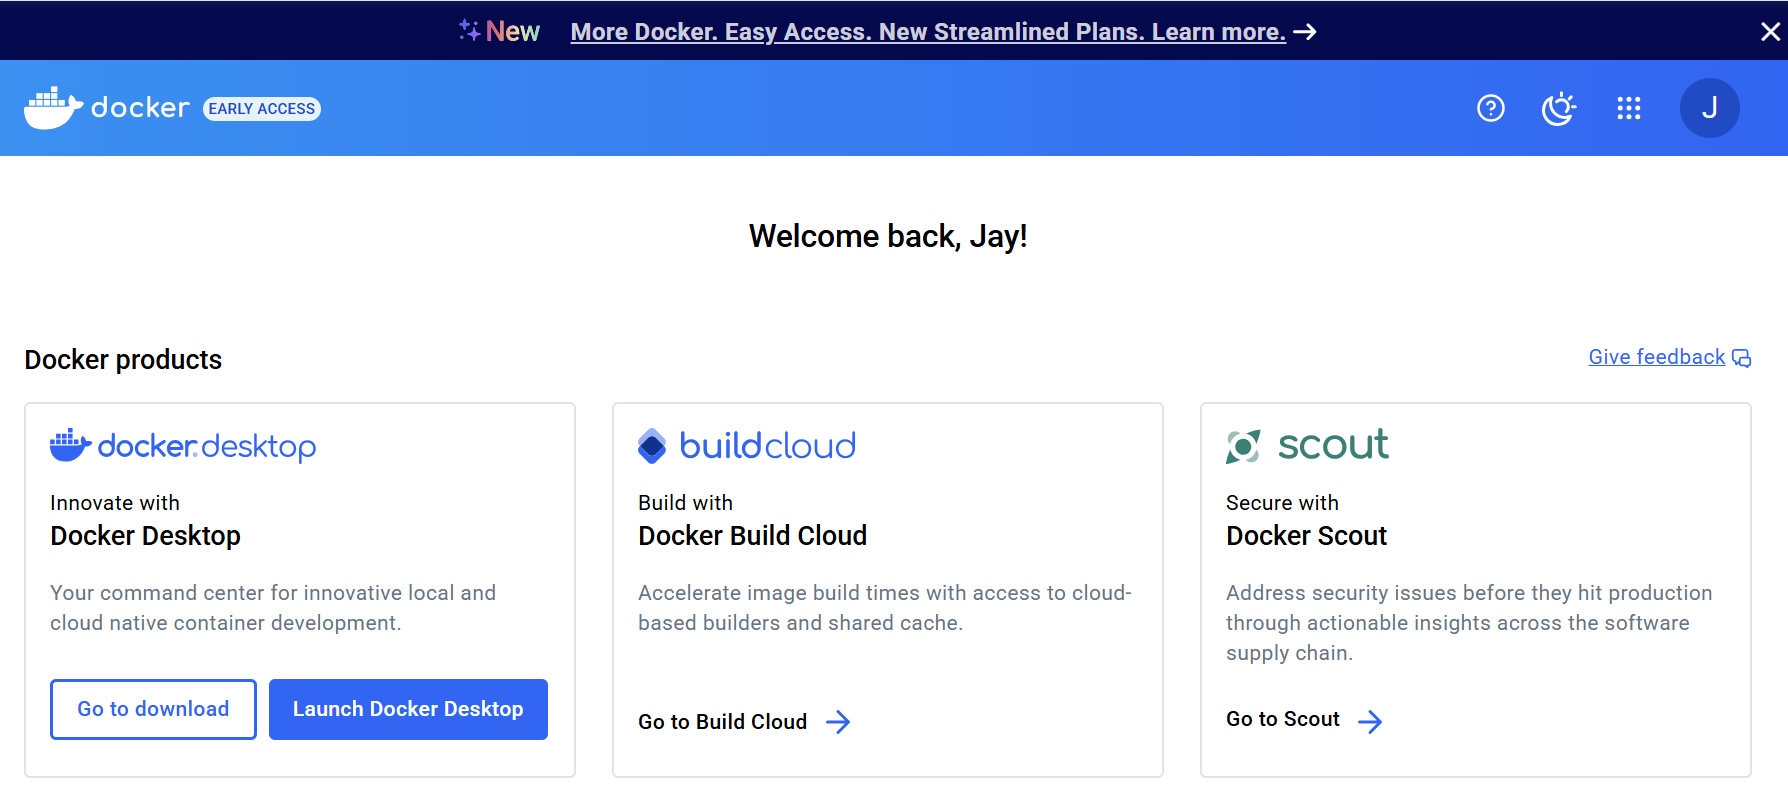 New More Docker. Easy Access. New Streamlined Plans. Learn more.
docker EARLY ACCESS
J
Welcome back, Jay!
Docker products
Give feedback
docker.desktop
Innovate with
Docker Desktop
Your command center for innovative local and
cloud native container development.
Go to download
Launch Docker Desktop
build cloud
Build with
Docker Build Cloud
Accelerate image build times with access to cloud-
based builders and shared cache.
Go to Build Cloud
scout
Secure with
Docker Scout
Address security issues before they hit production
through actionable insights across the software
supply chain.
Go to Scout